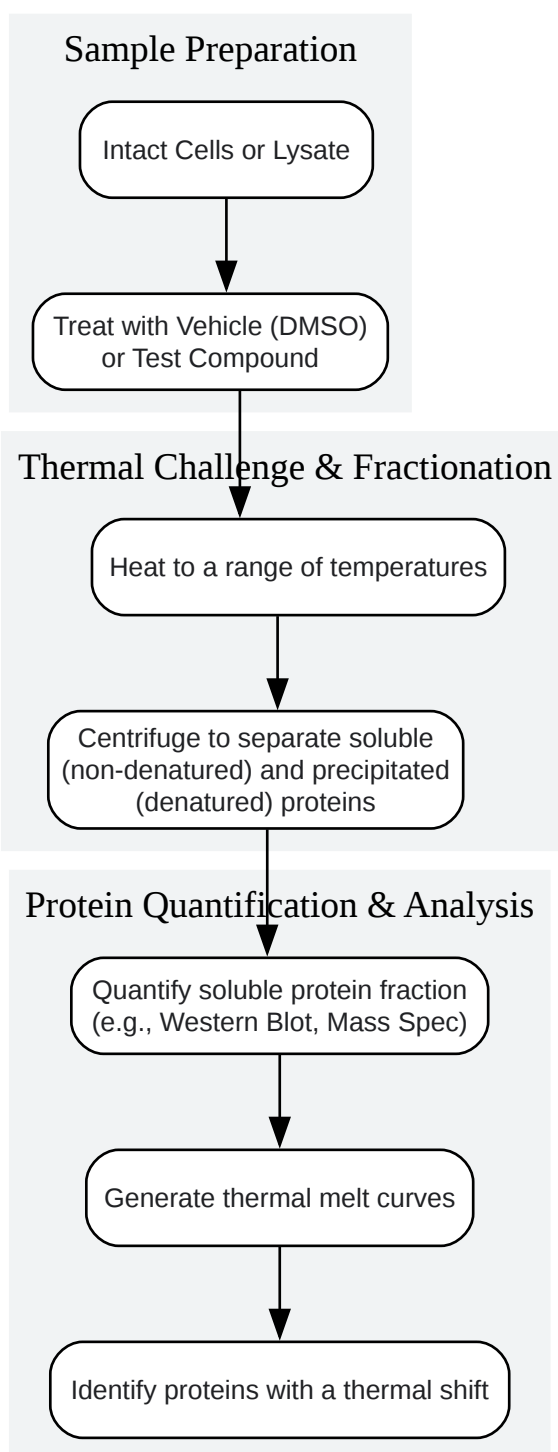 Sample Preparation
Intact Cells or Lysate
Treat with Vehicle (DMSO)
or Test Compound
Thermal Challenge & Fractionation
Heat to a range of temperatures
Centrifuge to separate soluble
(non-denatured) and precipitated
(denatured) proteins
Protein Quantification & Analysis
Quantify soluble protein fraction
(e.g., Western Blot, Mass Spec)
Generate thermal melt curves
Identify proteins with a thermal shift